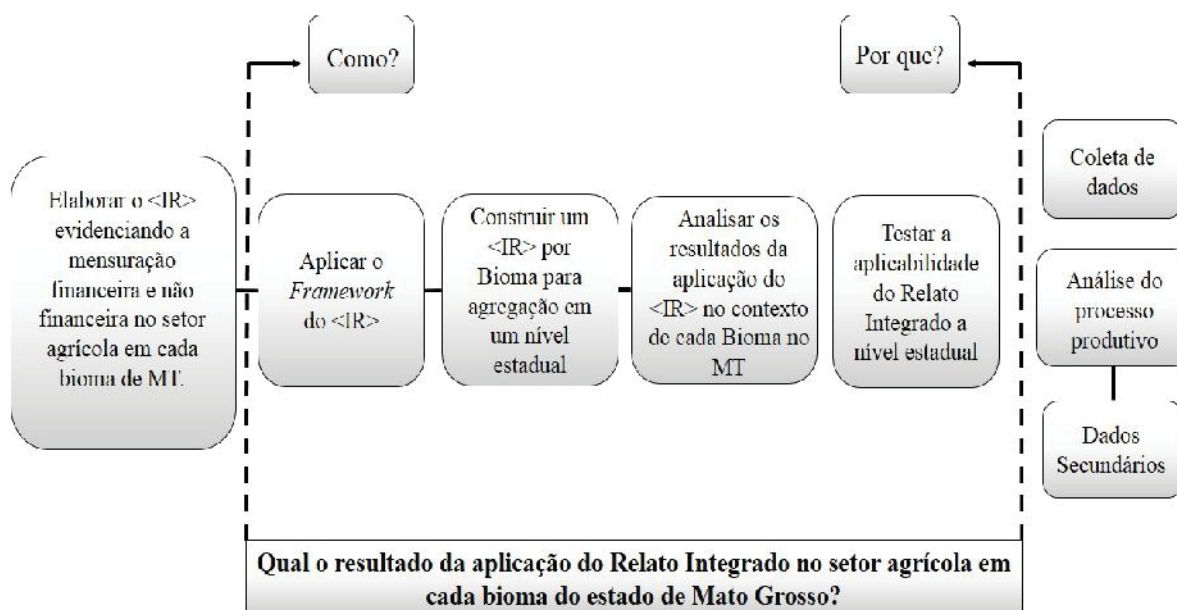 Como?
Por que?
Elaborar o <IR>
evidenciando a
mensuração
financeira e não
financeira no setor
agrícola em cada
bioma de MT.
Aplicar o
Framework
do <IR>
Construir um
<IR> por
Bioma para
agregação em
um nível
estadual
Analisar os
resultados da
aplicação do
<IR> no contexto
de cada Bioma no
MT
Testar a
aplicabilidade
do Relato
Integrado a
nível estadual
Coleta de
dados
Análise do
processo
produtivo
Dados
Secundários
Qual o resultado da aplicação do Relato Integrado no setor agrícola em
cada bioma do estado de Mato Grosso?